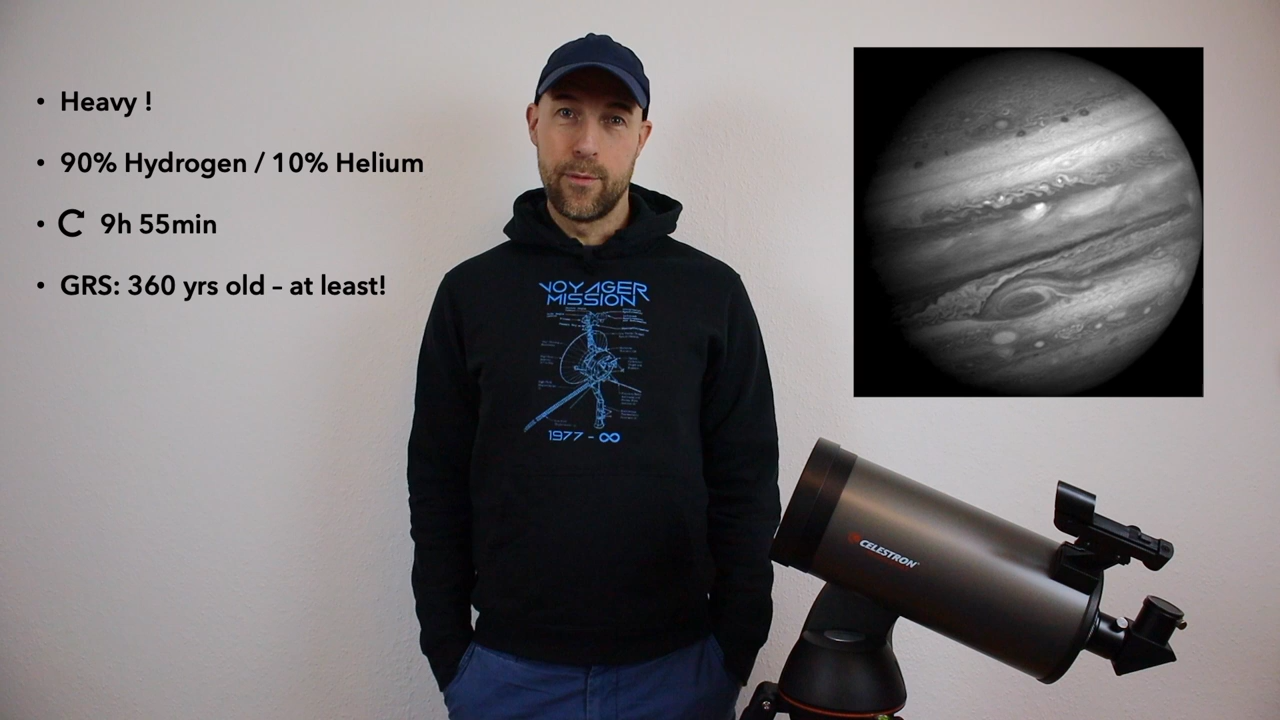 • Heavy !
• 90% Hydrogen / 10% Helium
• 9h 55min
• GRS: 360 yrs old – at least!
VOYAGER
MISSION
1977 - ∞
CELESTRON